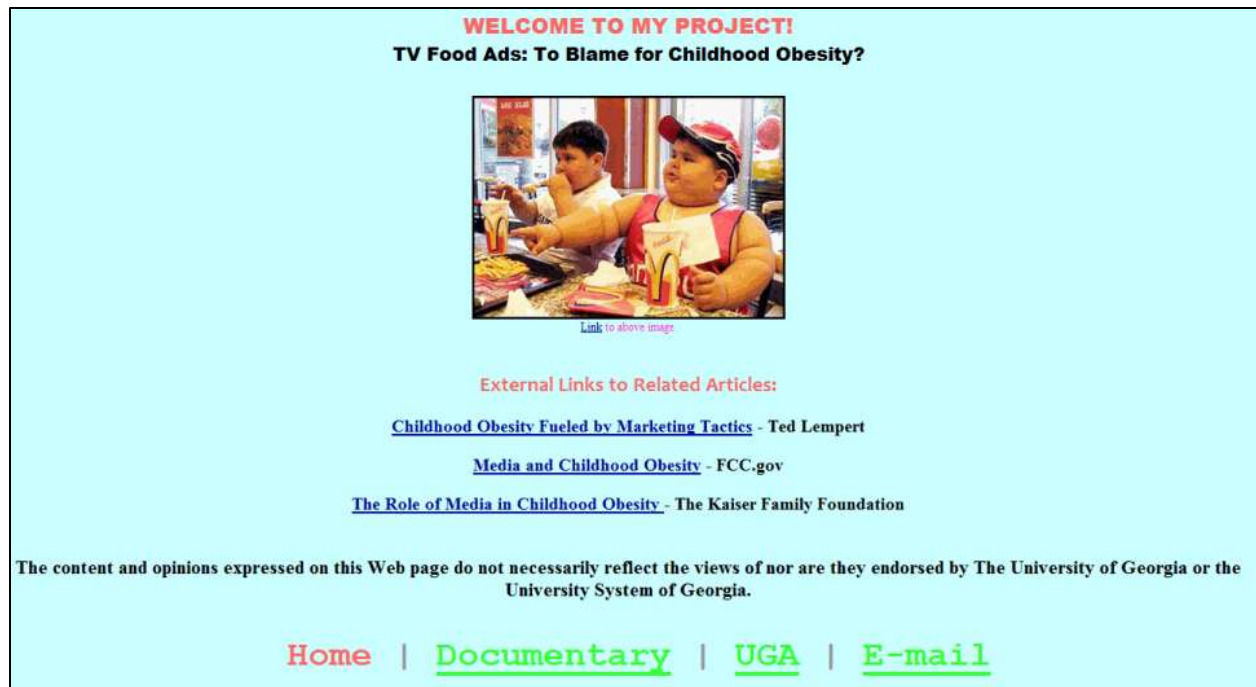 WELCOME TO MY PROJECT!
TV Food Ads: To Blame for Childhood Obesity?
Link to above image
External Links to Related Articles:
Childhood Obesity Fueled by Marketing Tactics - Ted Lempert
Media and Childhood Obesity - FCC.gov
The Role of Media in Childhood Obesity - The Kaiser Family Foundation
The content and opinions expressed on this Web page do not necessarily reflect the views of nor are they endorsed by The University of Georgia or the
University System of Georgia.
Home | Documentary | UGA | E-mail